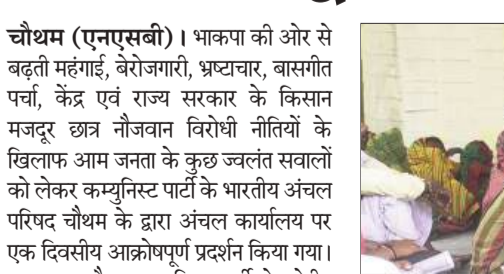 चौथम (एनएसबी)। भाकपा की ओर से
बढ़ती महंगाई, बेरोजगारी, भ्रष्टाचार, बासगीत
पर्चा, केंद्र एवं राज्य सरकार के किसान
मजदूर छात्र नौजवान विरोधी नीतियों के
खिलाफ आम जनता के कुछ ज्वलंत सवालों
को लेकर कम्युनिस्ट पार्टी के भारतीय अंचल
परिषद चौथम के द्वारा अंचल कार्यालय पर
एक दिवसीय आक्रोषपूर्ण प्रदर्शन किया गया।